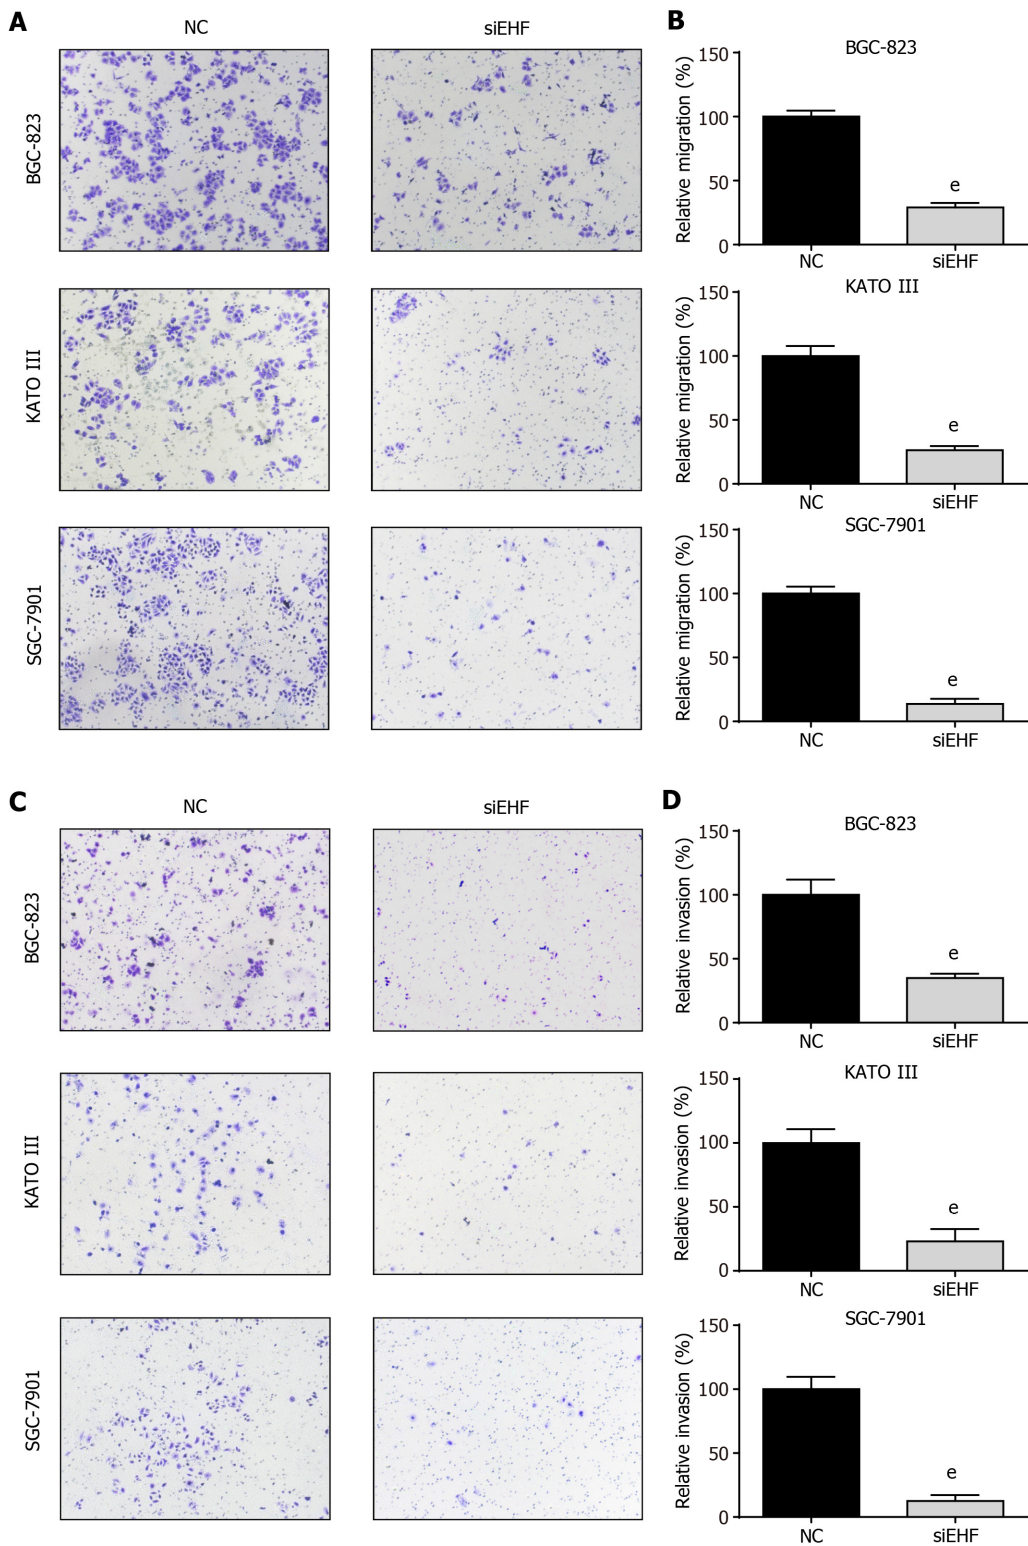 A
NC
siEHF
BGC-823
KATO III
SGC-7901
B
BGC-823
Relative migration (%)
150
100
50
0
e
NC
siEHF
KATO III
Relative migration (%)
150
100
50
0
e
NC
siEHF
SGC-7901
Relative migration (%)
150
100
50
0
e
NC
siEHF
C
NC
siEHF
BGC-823
KATO III
SGC-7901
D
BGC-823
Relative invasion (%)
150
100
50
0
e
NC
siEHF
KATO III
Relative invasion (%)
150
100
50
0
e
NC
siEHF
SGC-7901
Relative invasion (%)
150
100
50
0
e
NC
siEHF